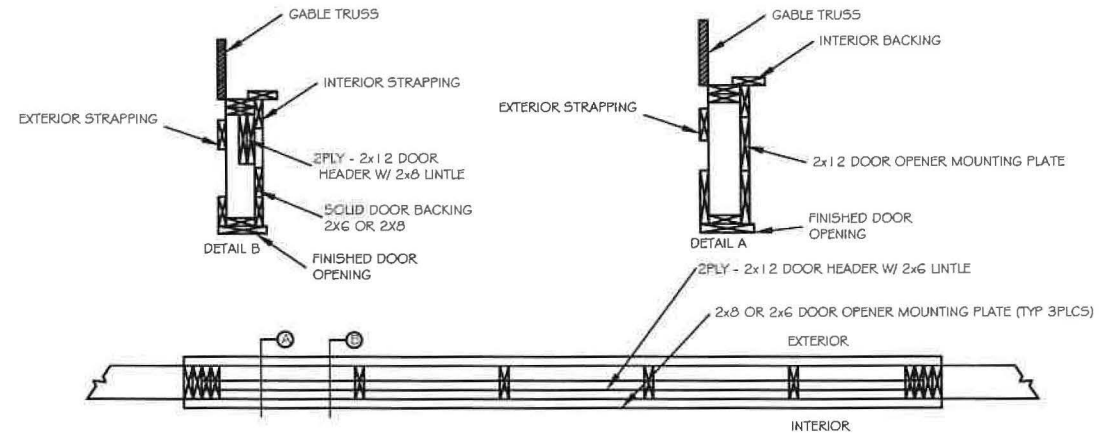 GABLE TRUSS
INTERIOR STRAPPING
EXTERIOR STRAPPING
2PLY - 2x12 DOOR
HEADER W/ 2x8 LINTLE
SOLID DOOR BACKING
2X6 OR 2X8
DETAIL B
FINISHED DOOR
OPENING
GABLE TRUSS
INTERIOR BACKING
EXTERIOR STRAPPING
2x12 DOOR OPENER MOUNTING PLATE
FINISHED DOOR
OPENING
DETAIL A
2PLY - 2x12 DOOR HEADER W/ 2x6 LINTLE
2x8 OR 2x6 DOOR OPENER MOUNTING PLATE (TYP 3PLCS)
A
B
EXTERIOR
INTERIOR